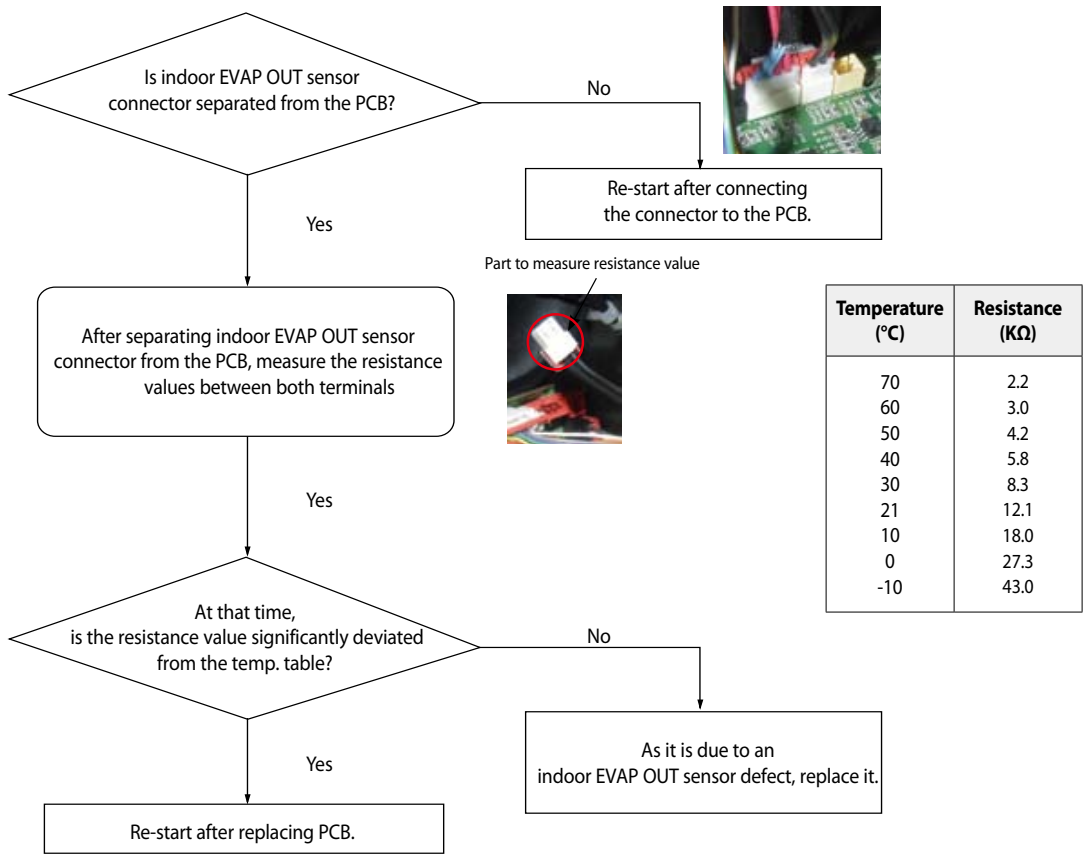 Is indoor EVAP OUT sensor
connector separated from the PCB?
No
Re-start after connecting
the connector to the PCB.
Yes
Part to measure resistance value
After separating indoor EVAP OUT sensor
connector from the PCB, measure the resistance
values between both terminals
Temperature
(°C)
Resistance
(KΩ)
70 2.2
60 3.0
50 4.2
40 5.8
30 8.3
21 12.1
10 18.0
0 27.3
-10 43.0
Yes
At that time,
is the resistance value significantly deviated
from the temp. table?
No
As it is due to an
indoor EVAP OUT sensor defect, replace it.
Yes
Re-start after replacing PCB.